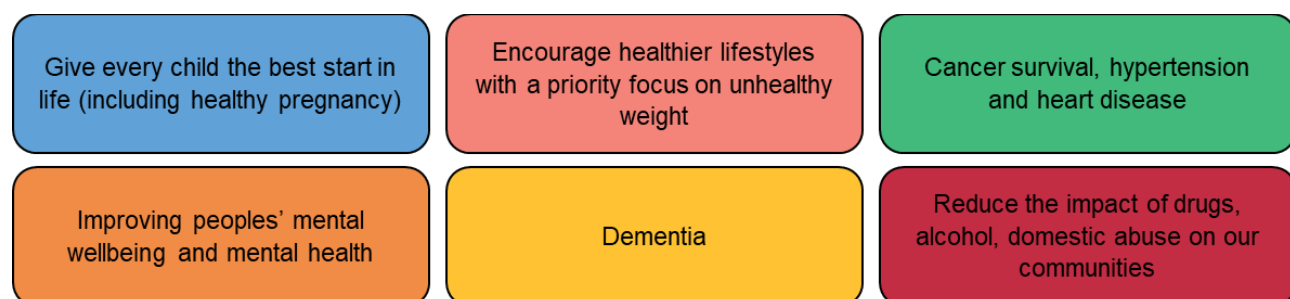 Give every child the best start in
life (including healthy pregnancy)
Encourage healthier lifestyles
with a priority focus on unhealthy
weight
Cancer survival, hypertension
and heart disease
Improving peoples’ mental
wellbeing and mental health
Dementia
Reduce the impact of drugs,
alcohol, domestic abuse on our
communities